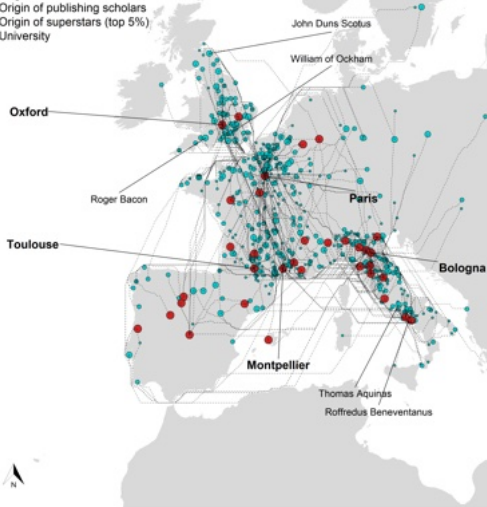 Origin of publishing scholars
Origin of superstars (top 5%)
University
John Duns Scotus
William of Ockham
Oxford
Roger Bacon
Paris
Toulouse
Bologna
Montpellier
Thomas Aquinas
Roffredus Beneventanus
N